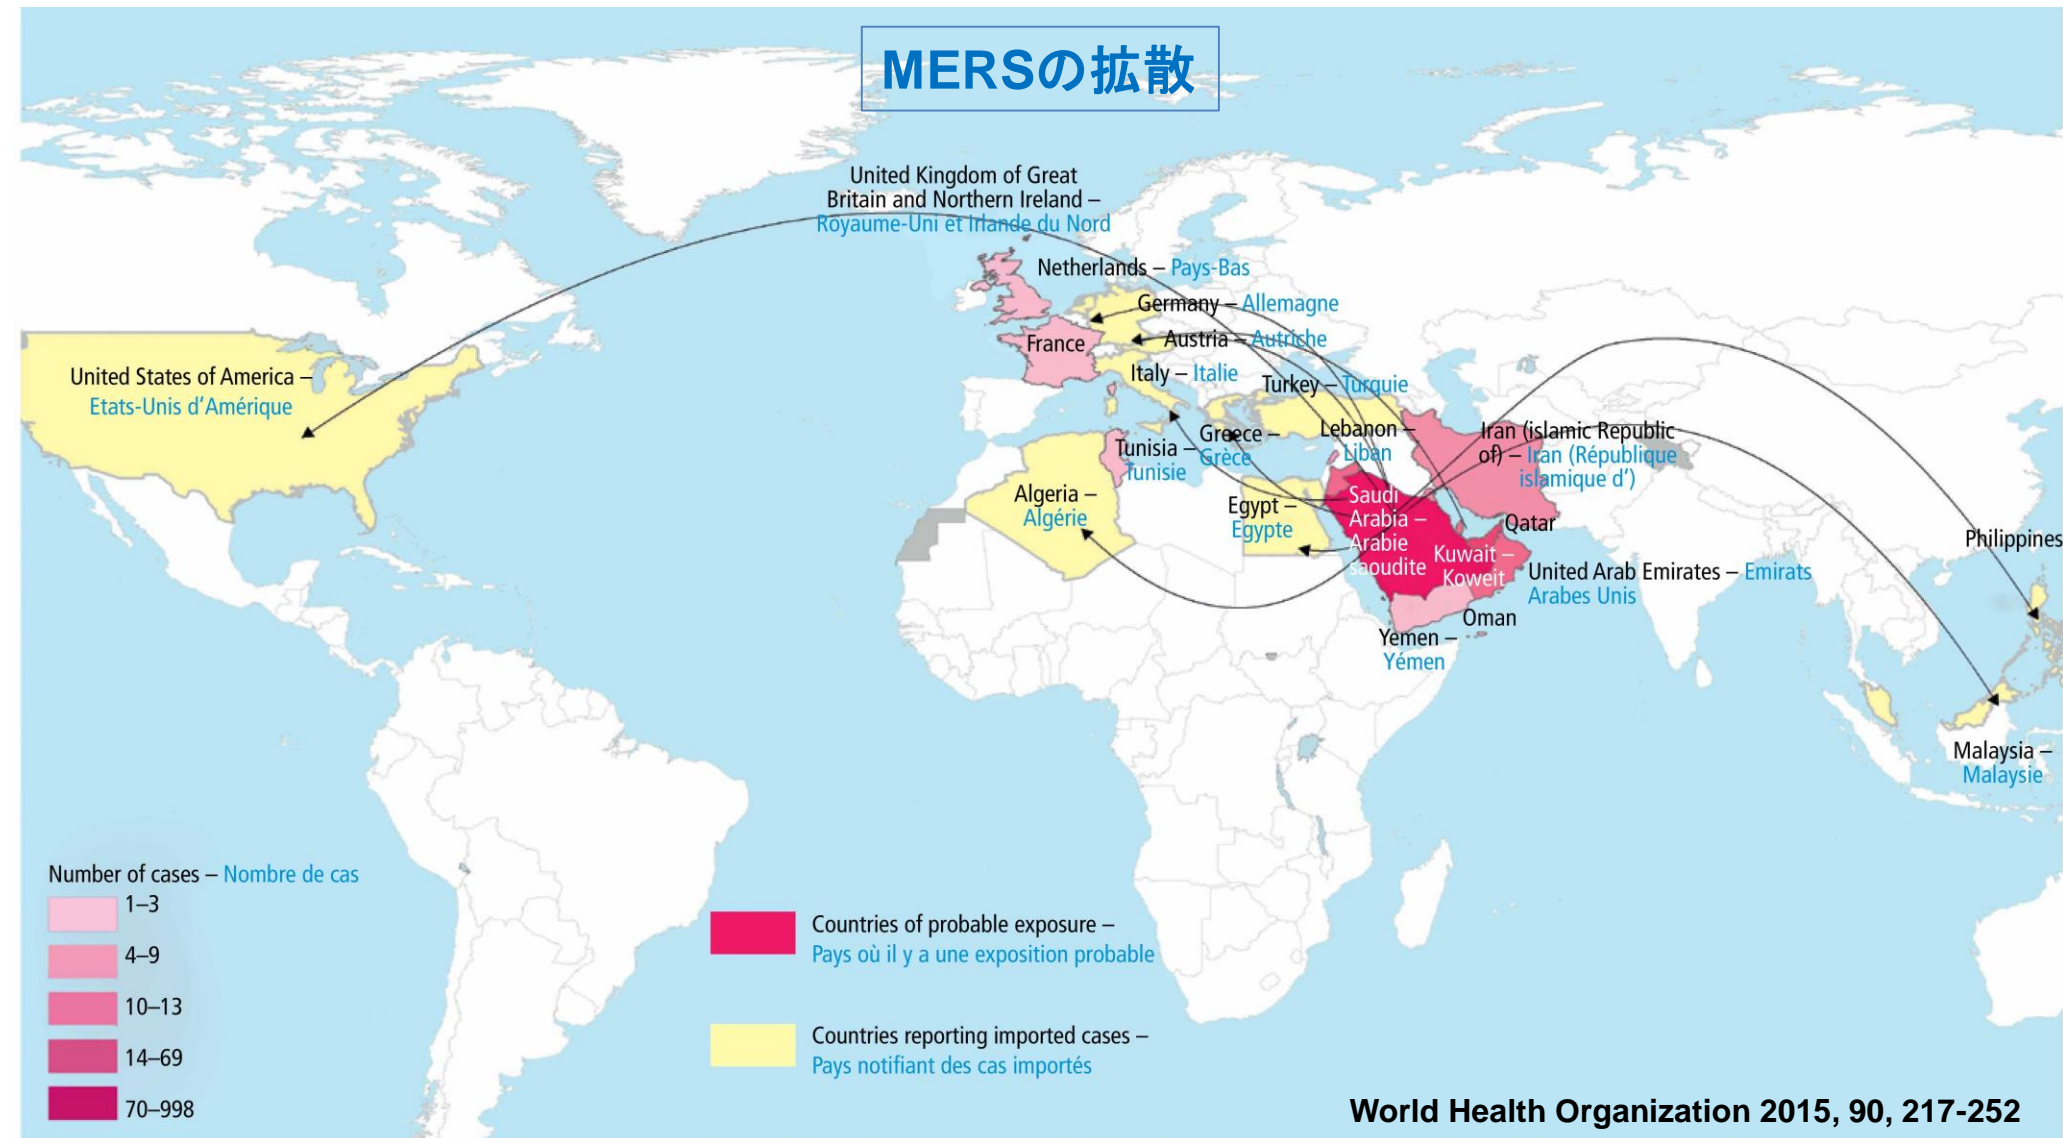 MERSの拡散
United Kingdom of Great
Britain and Northern Ireland –
Royaume-Uni et Irlande du Nord
Netherlands – Pays-Bas
Germany – Allemagne
France
Austria – Autriche
Italy – Italie
Turkey – Turquie
United States of America –
Etats-Unis d’Amérique
Tunisia –
Tunisie
Greece –
Grèce
Lebanon –
Liban
Iran (islamic Republic
of) – Iran (République
islamique d’)
Algeria –
Algérie
Egypt –
Egypte
Saudi
Arabia –
Arabie
saoudite
Kuwait –
Koweit
Qatar
United Arab Emirates – Emirats
Arabes Unis
Oman
Yemen –
Yémen
Philippines
Malaysia –
Malaysie
Number of cases – Nombre de cas
1–3
4–9
10–13
14–69
70–998
Countries of probable exposure –
Pays où il y a une exposition probable
Countries reporting imported cases –
Pays notifiant des cas importés
World Health Organization 2015, 90, 217-252